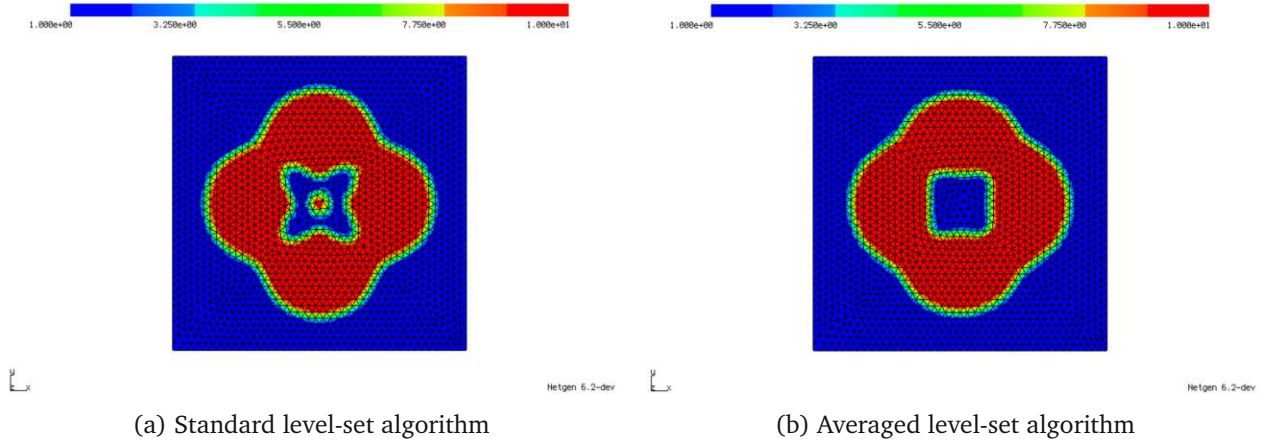 1.000e+00 3.250e+00 5.500e+00 7.750e+00 1.000e+01
1.000e+00 3.250e+00 5.500e+00 7.750e+00 1.000e+01
y
z x
Netgen 6.2-dev
y
z x
Netgen 6.2-dev
(a) Standard level-set algorithm
(b) Averaged level-set algorithm